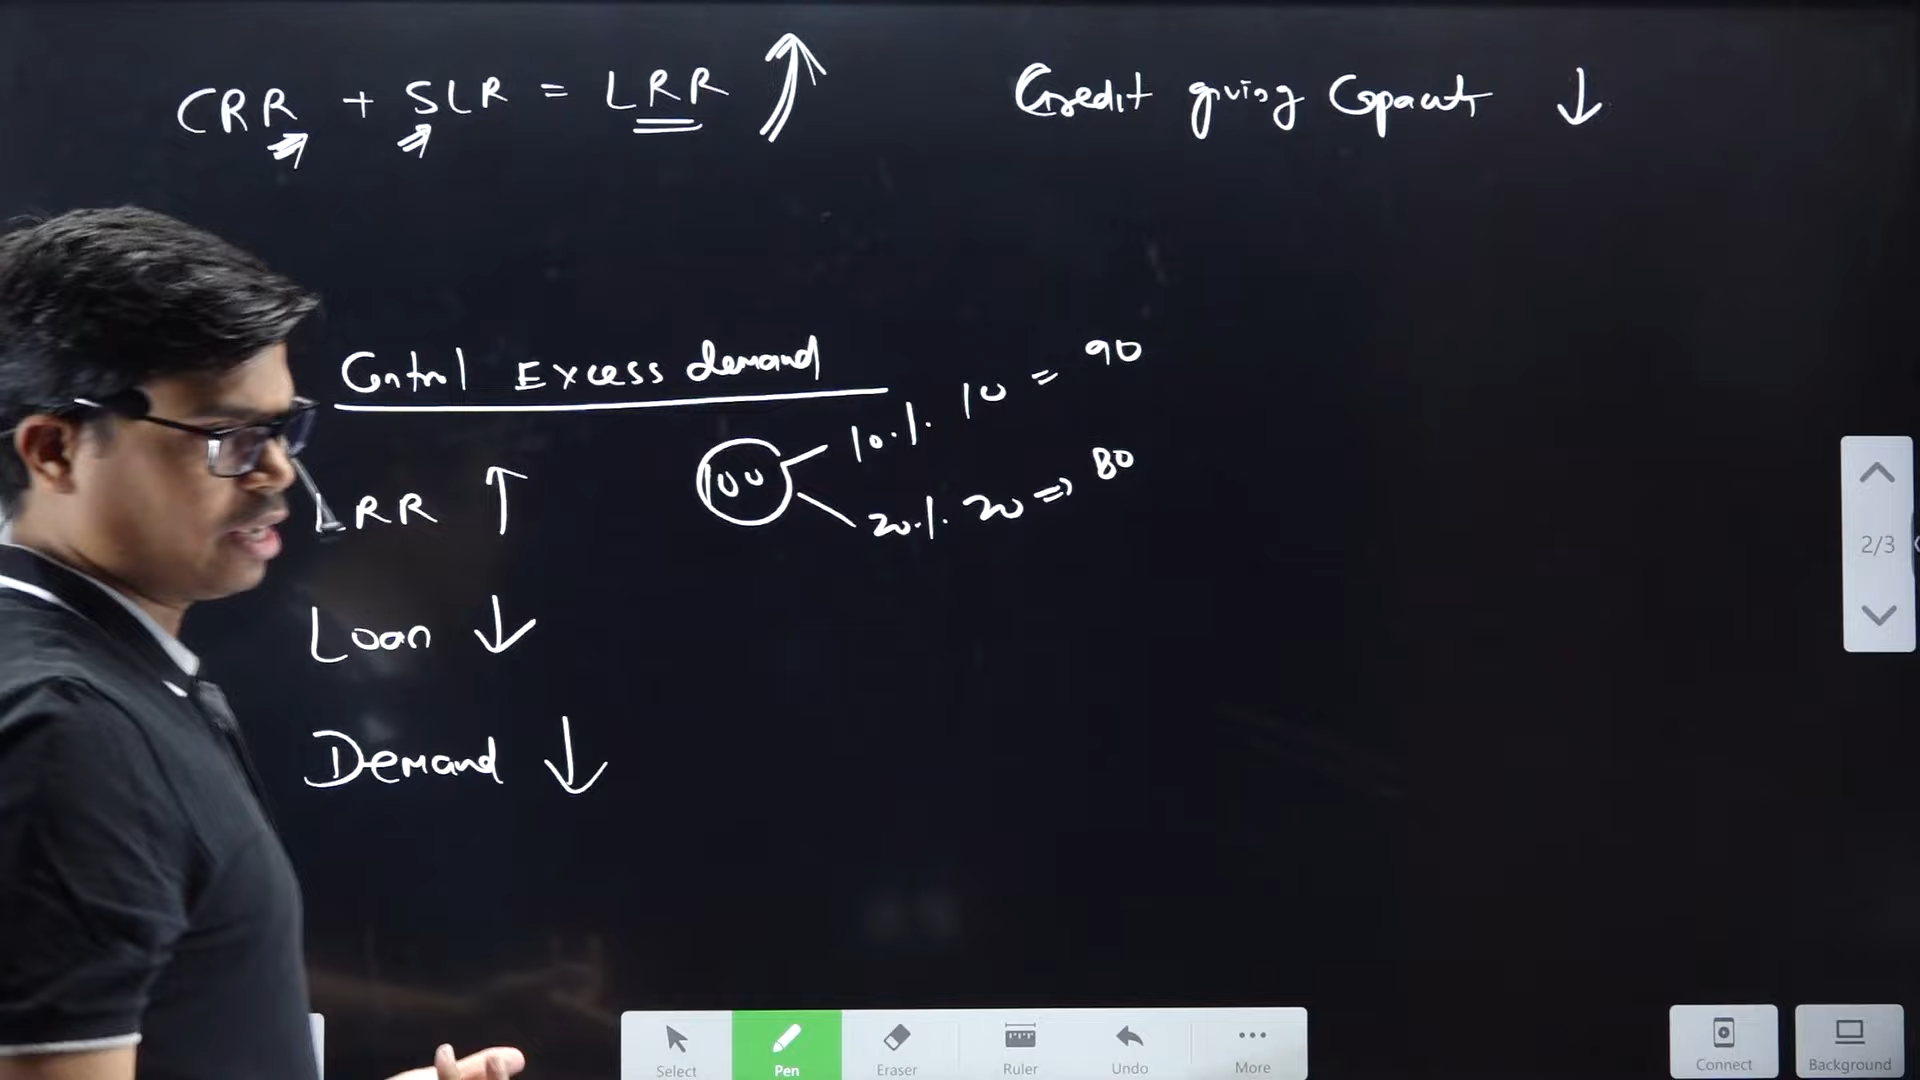 CRR + SLR = LRR ↑
Credit giving Capacity ↓
Control Excess demand
100
10% 10 = 90
20% 20 => 80
LRR ↑
Loan ↓
Demand ↓
2/3
Select
Pen
Eraser
Ruler
Undo
More
Connect
Background